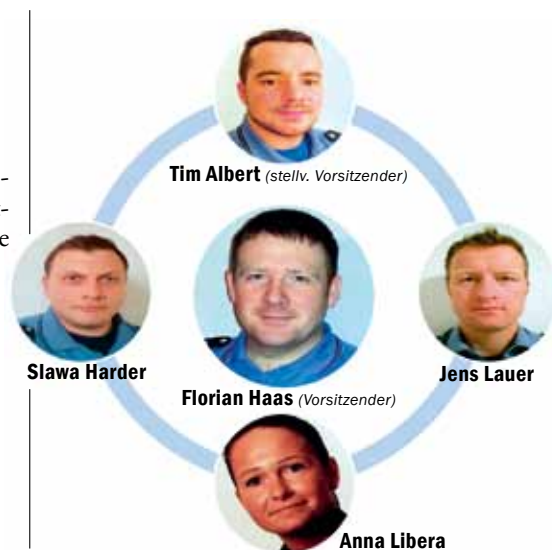 -
-
e
Tim Albert (stellv. Vorsitzender)
Slawa Harder
Jens Lauer
Florian Haas (Vorsitzender)
Anna Libera